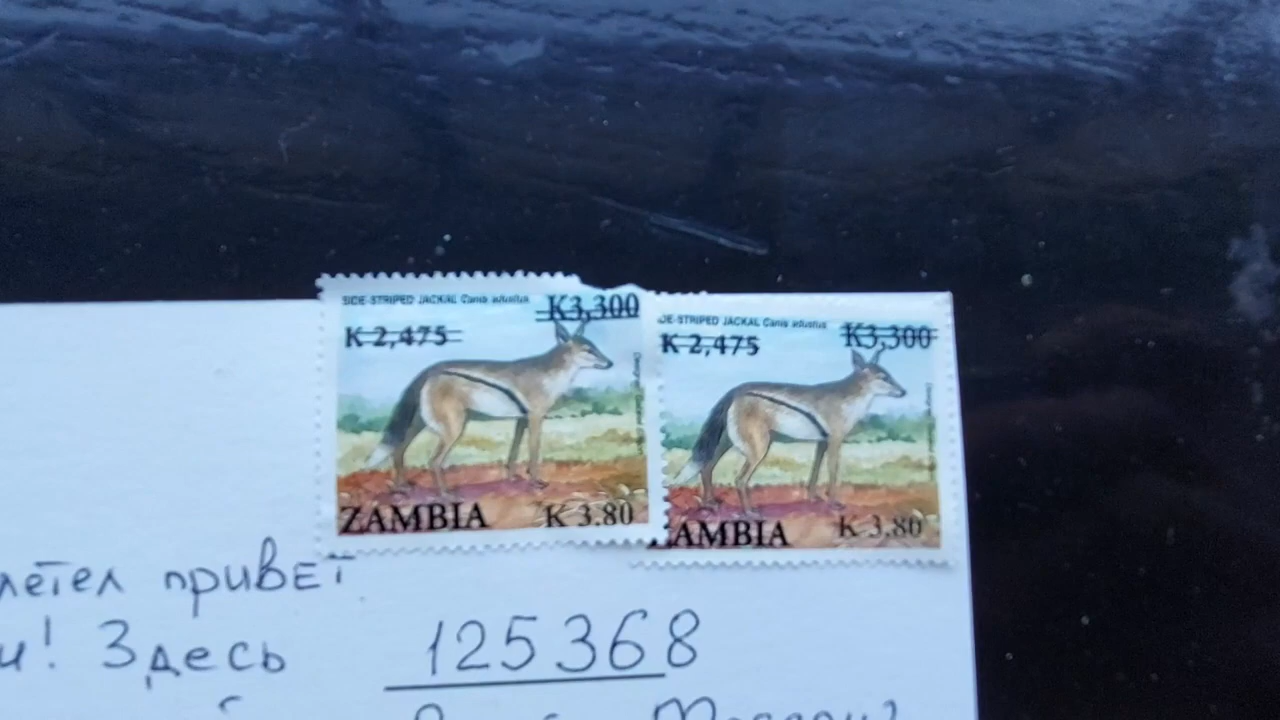 SIDE-STRIPED JACKAL Canis adustus
K3,300
K 2,475
ZAMBIA
K 3.80
DE-STRIPED JACKAL Canis adustus
K3,300
K 2,475
AMBIA
K 3.80
летел привет
и! Здесь
125368